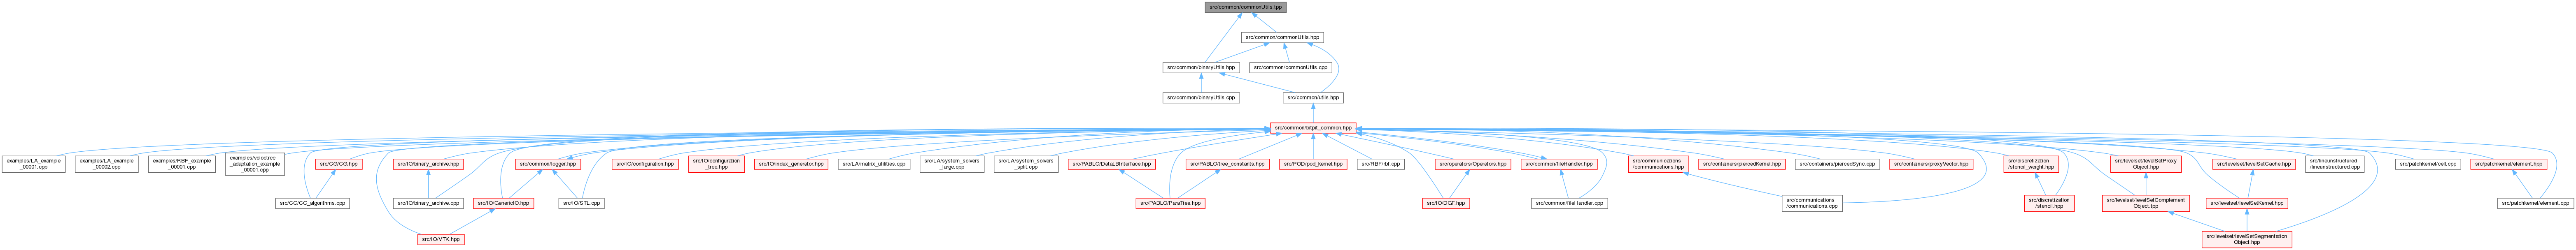 src/common/commonUtils.tpp
src/common/commonUtils.hpp
src/common/binaryUtils.hpp
src/common/commonUtils.cpp
src/common/binaryUtils.cpp
src/common/utils.hpp
src/common/bitpit_common.hpp
examples/LA_example
_00001.cpp
examples/LA_example
_00002.cpp
examples/RBF_example
_00001.cpp
examples/voloctree
_adaptation_example
_00001.cpp
src/CG/CG.hpp
src/IO/binary_archive.hpp
src/common/logger.hpp
src/IO/configuration.hpp
src/IO/configuration
_tree.hpp
src/IO/index_generator.hpp
src/LA/matrix_utilities.cpp
src/LA/system_solvers
_large.cpp
src/LA/system_solvers
_split.cpp
src/PABLO/DataLBInterface.hpp
src/PABLO/tree_constants.hpp
src/POD/pod_kernel.hpp
src/RBF/rbf.cpp
src/operators/Operators.hpp
src/common/fileHandler.hpp
src/communications
/communications.hpp
src/containers/piercedKernel.hpp
src/containers/piercedSync.cpp
src/containers/proxyVector.hpp
src/discretization
/stencil_weight.hpp
src/levelset/levelSetProxy
Object.hpp
src/levelset/levelSetCache.hpp
src/lineunstructured
/lineunstructured.cpp
src/patchkernel/cell.cpp
src/patchkernel/element.hpp
src/CG/CG_algorithms.cpp
src/IO/binary_archive.cpp
src/IO/GenericIO.hpp
src/IO/STL.cpp
src/PABLO/ParaTree.hpp
src/IO/DGF.hpp
src/common/fileHandler.cpp
src/communications
/communications.cpp
src/discretization
/stencil.hpp
src/levelset/levelSetComplement
Object.tpp
src/levelset/levelSetKernel.hpp
src/patchkernel/element.cpp
src/IO/VTK.hpp
src/levelset/levelSetSegmentation
Object.hpp